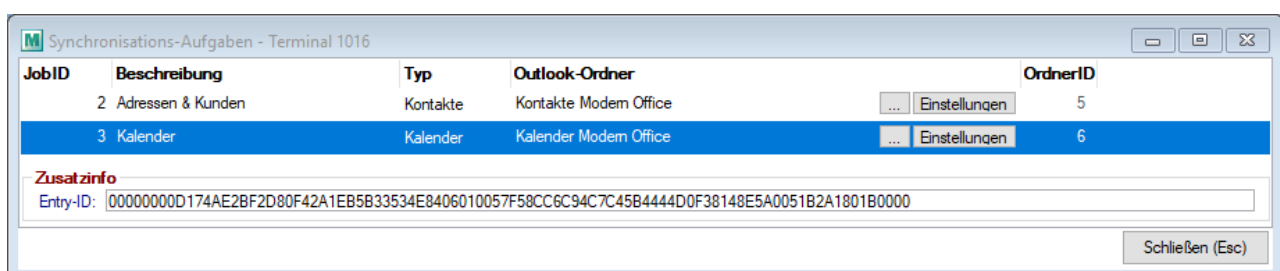 M Synchronisations-Aufgaben - Terminal 1016
JobID Beschreibung Typ Outlook-Ordner OrdnerID
2 Adressen & Kunden Kontakte Kontakte Modern Office ... Einstellungen 5
3 Kalender Kalender Kalender Modern Office ... Einstellungen 6
Zusatzinfo
Entry-ID: 00000000D174AE2BF2D80F42A1EB5B33534E8406010057F58CC6C94C7C45B4444D0F38148E5A0051B2A1801B0000
Schließen (Esc)